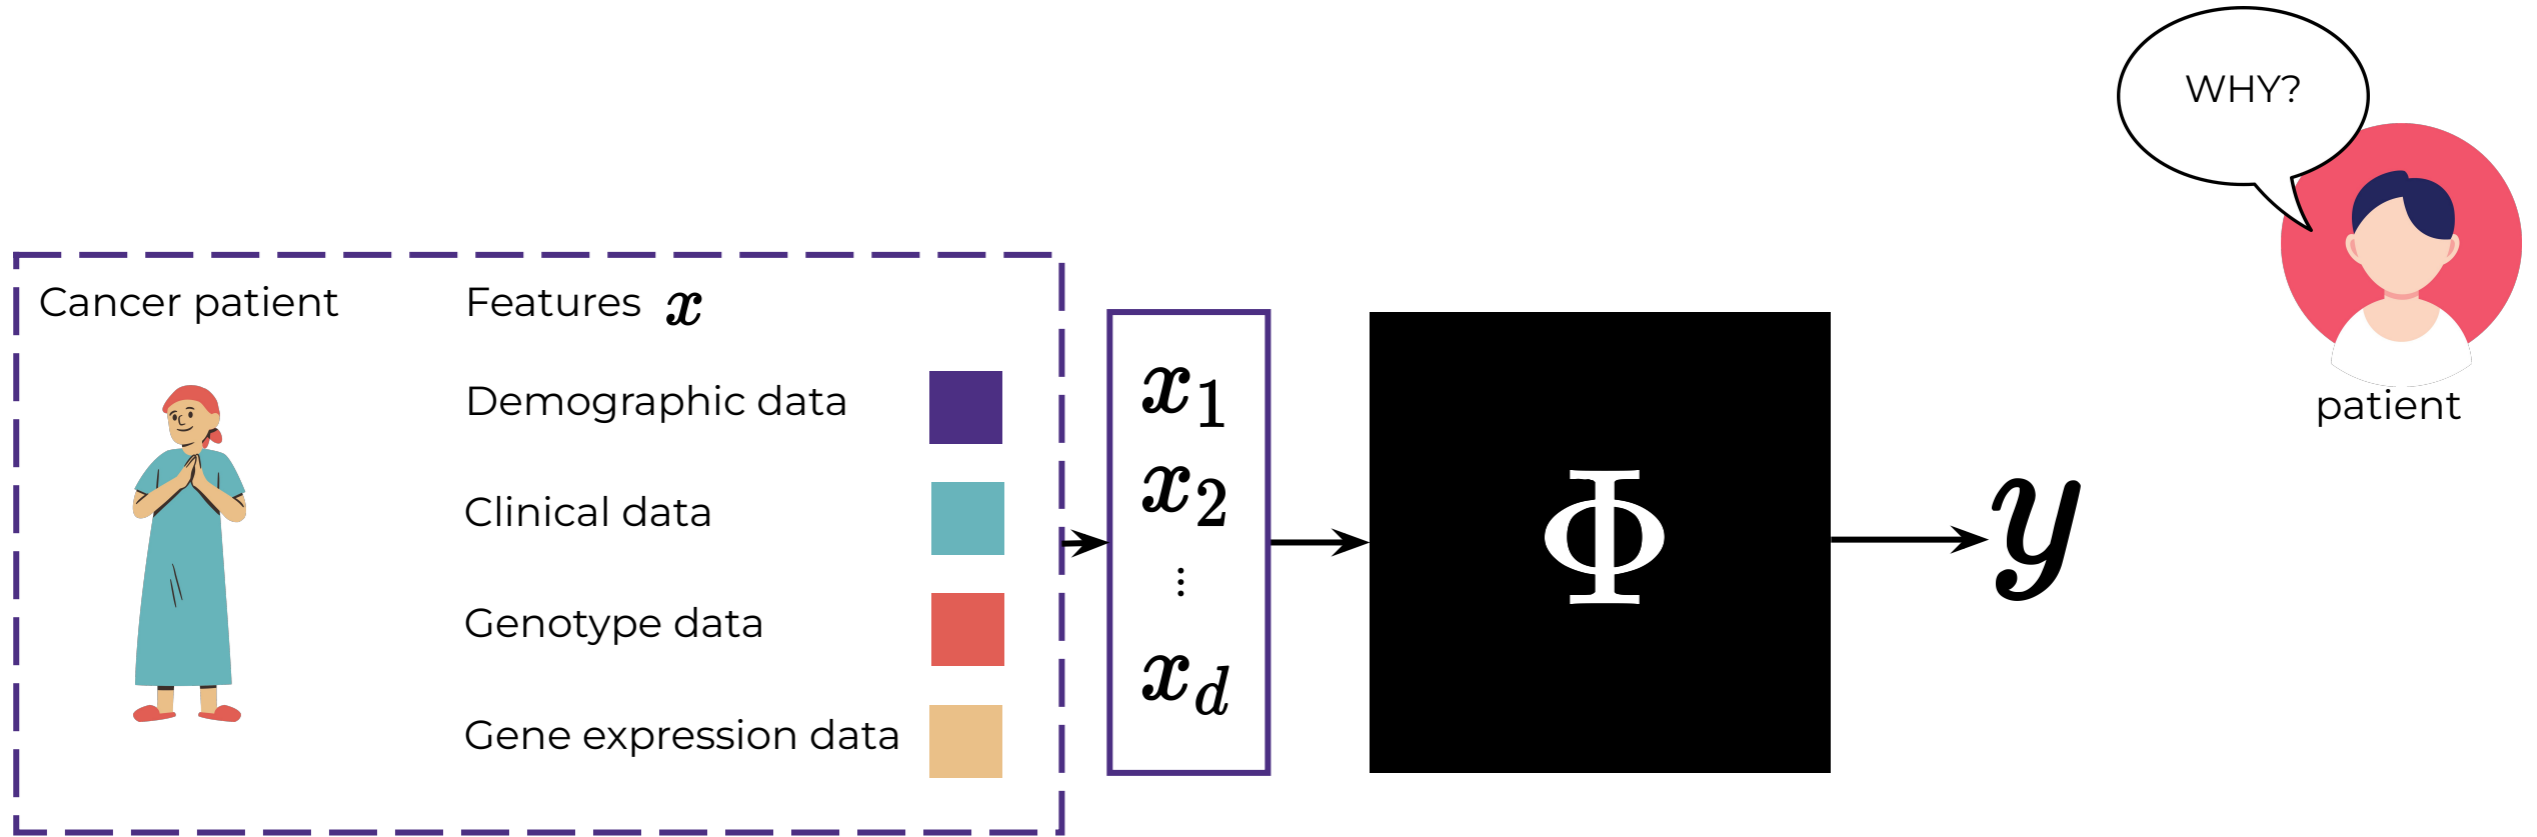 WHY?
Cancer patient
Features x
Demographic data
Clinical data
Genotype data
Gene expression data
x1
x2
⋮
xd
Φ
y
patient